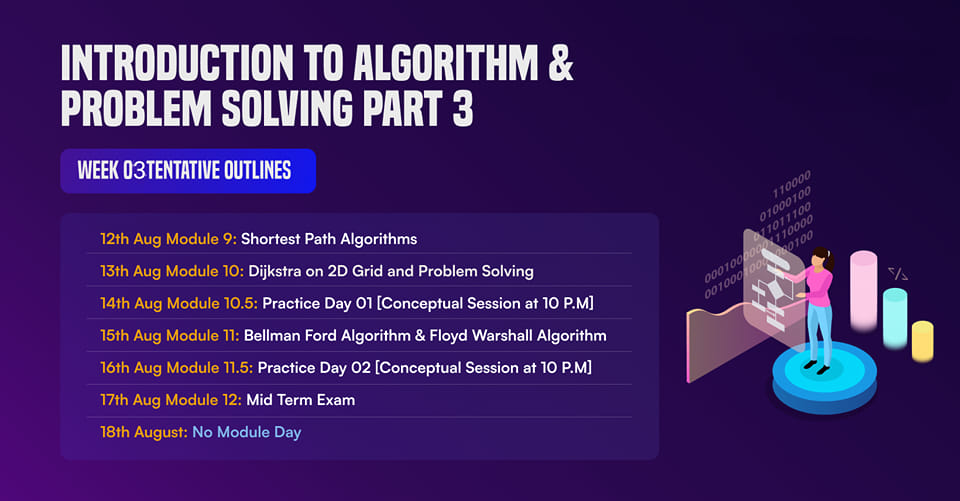 INTRODUCTION TO ALGORITHM &
PROBLEM SOLVING PART 3
WEEK 03TENTATIVE OUTLINES
12th Aug Module 9: Shortest Path Algorithms
13th Aug Module 10: Dijkstra on 2D Grid and Problem Solving
14th Aug Module 10.5: Practice Day 01 [Conceptual Session at 10 P.M]
15th Aug Module 11: Bellman Ford Algorithm & Floyd Warshall Algorithm
16th Aug Module 11.5: Practice Day 02 [Conceptual Session at 10 P.M]
17th Aug Module 12: Mid Term Exam
18th August: No Module Day
110000
01000100
</>